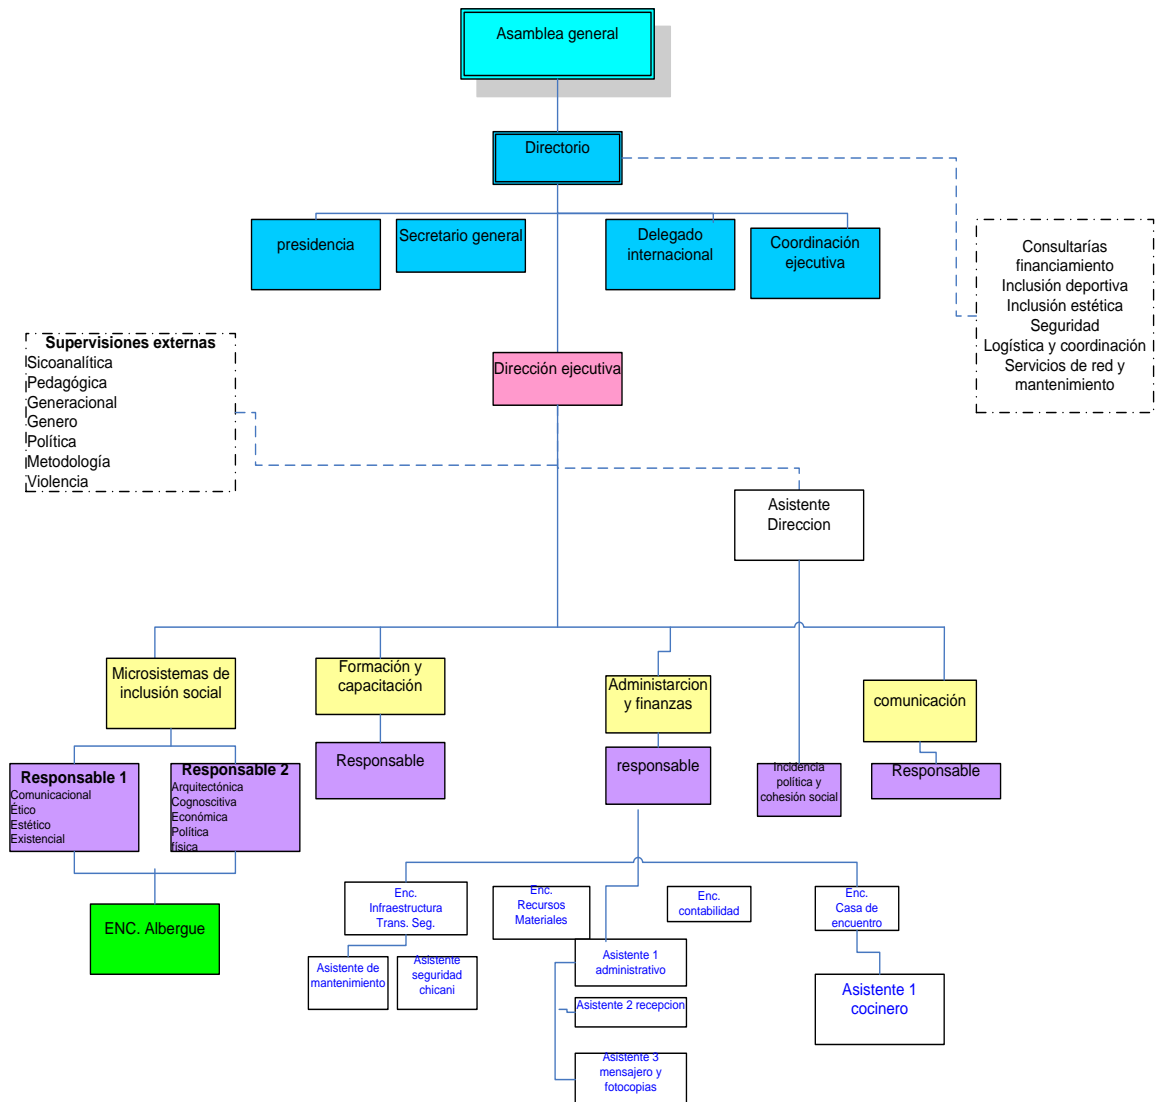 Asamblea general
Directorio
presidencia
Secretario general
Delegado
internacional
Coordinación
ejecutiva
Consultarías
financiamiento
Inclusión deportiva
Inclusión estética
Seguridad
Logística y coordinación
Servicios de red y
mantenimiento
Supervisiones externas
Sicoanalítica
Pedagógica
Generacional
Genero
Política
Metodología
Violencia
Dirección ejecutiva
Asistente
Direccion
Microsistemas de
inclusión social
Formación y
capacitación
Administarcion
y finanzas
comunicación
Responsable 1
Comunicacional
Ético
Estético
Existencial
Responsable 2
Arquitectónica
Cognoscitiva
Económica
Política
física
Responsable
responsable
Incidencia
política y
cohesión social
Responsable
ENC. Albergue
Enc.
Infraestructura
Trans. Seg.
Enc.
Recursos
Materiales
Enc.
contabilidad
Enc.
Casa de
encuentro
Asistente de
mantenimiento
Asistente
seguridad
chicani
Asistente 1
administrativo
Asistente 2 recepcion
Asistente 3
mensajero y
fotocopias
Asistente 1
cocinero